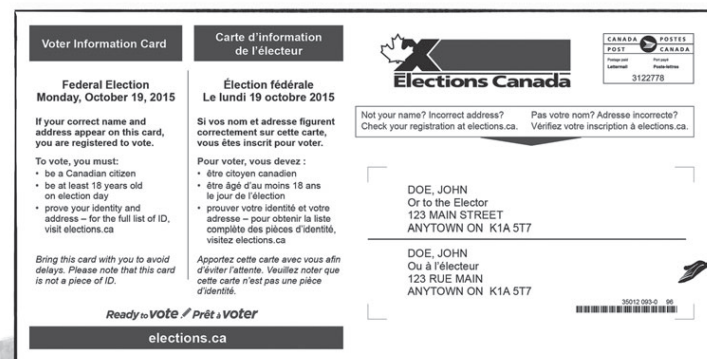 Voter Information Card
Federal Election
Monday, October 19, 2015
If your correct name and
address appear on this card,
you are registered to vote.
To vote, you must:
• be a Canadian citizen
• be at least 18 years old
on election day
• prove your identity and
address – for the full list of ID,
visit elections.ca
Bring this card with you to avoid
delays. Please note that this card
is not a piece of ID.
Carte d'information
de l'électeur
Élection fédérale
Le lundi 19 octobre 2015
Si vos nom et adresse figurent
correctement sur cette carte,
vous êtes inscrit pour voter.
Pour voter, vous devez :
• être citoyen canadien
• être âgé d'au moins 18 ans
le jour de l'élection
• prouver votre identité et votre
adresse – pour obtenir la liste
complète des pièces d'identité,
visitez elections.ca
Apportez cette carte avec vous afin
d'éviter l'attente. Veuillez noter que
cette carte n'est pas une pièce
d'identité.
Ready to vote Prêt à voter
elections.ca
Elections Canada
CANADA POSTES
POST CANADA
Postage paid Port payé
Lettermail Poste-lettres
3122778
Not your name? Incorrect address?
Check your registration at elections.ca.
Pas votre nom? Adresse incorrecte?
Vérifiez votre inscription à elections.ca.
DOE, JOHN
Or to the Elector
123 MAIN STREET
ANYTOWN ON K1A 5T7
DOE, JOHN
Ou à l'électeur
123 RUE MAIN
ANYTOWN ON K1A 5T7
35012 093-0 96